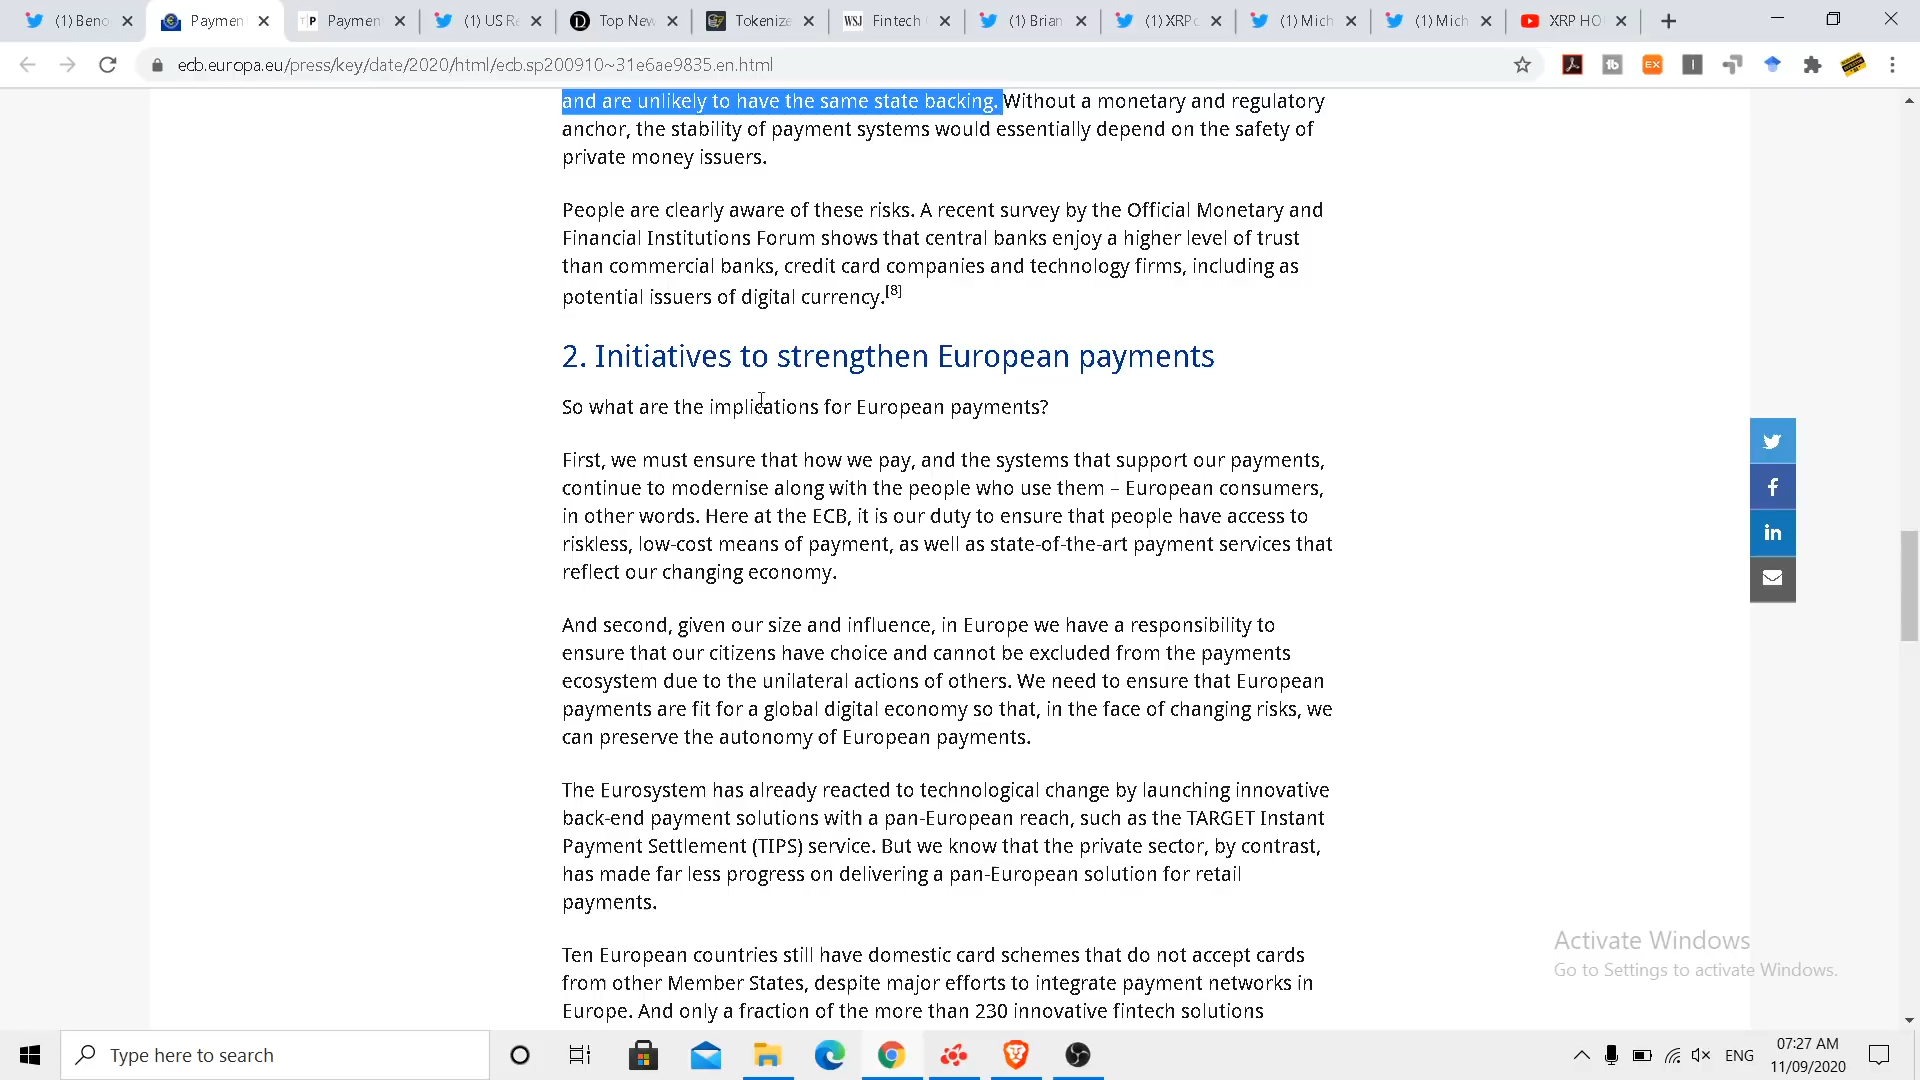 (1) Beno
Paymen
Paymen
(1) US Re
Top New
Tokenize
WSJ
Fintech
(1) Brian
(1) XRPc
(1) Mich
(1) Mich
XRP HO
ecb.europa.eu/press/key/date/2020/html/ecb.sp200910~31e6ae9835.en.html
and are unlikely to have the same state backing. Without a monetary and regulatory
anchor, the stability of payment systems would essentially depend on the safety of
private money issuers.
People are clearly aware of these risks. A recent survey by the Official Monetary and
Financial Institutions Forum shows that central banks enjoy a higher level of trust
than commercial banks, credit card companies and technology firms, including as
potential issuers of digital currency.[8]
2. Initiatives to strengthen European payments
So what are the implications for European payments?
First, we must ensure that how we pay, and the systems that support our payments,
continue to modernise along with the people who use them – European consumers,
in other words. Here at the ECB, it is our duty to ensure that people have access to
riskless, low-cost means of payment, as well as state-of-the-art payment services that
reflect our changing economy.
And second, given our size and influence, in Europe we have a responsibility to
ensure that our citizens have choice and cannot be excluded from the payments
ecosystem due to the unilateral actions of others. We need to ensure that European
payments are fit for a global digital economy so that, in the face of changing risks, we
can preserve the autonomy of European payments.
The Eurosystem has already reacted to technological change by launching innovative
back-end payment solutions with a pan-European reach, such as the TARGET Instant
Payment Settlement (TIPS) service. But we know that the private sector, by contrast,
has made far less progress on delivering a pan-European solution for retail
payments.
Ten European countries still have domestic card schemes that do not accept cards
from other Member States, despite major efforts to integrate payment networks in
Europe. And only a fraction of the more than 230 innovative fintech solutions
Activate Windows
Go to Settings to activate Windows.
Type here to search
ENG
07:27 AM
11/09/2020